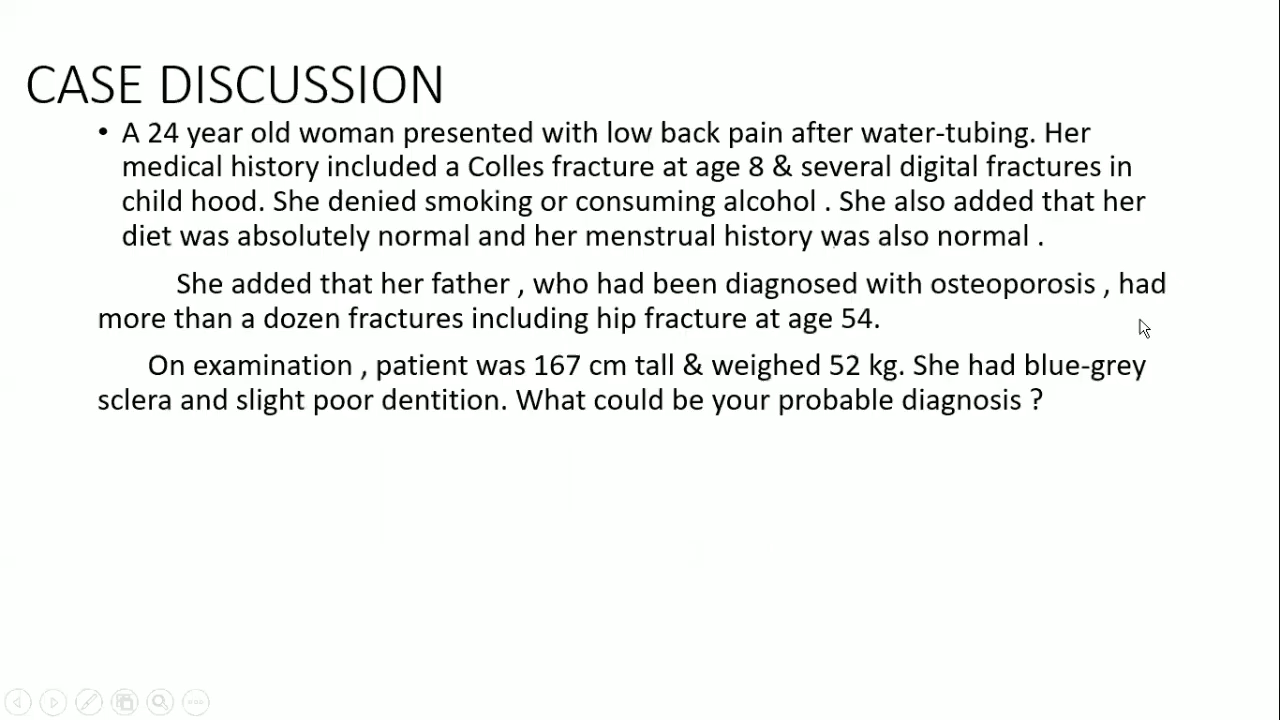 CASE DISCUSSION
• A 24 year old woman presented with low back pain after water-tubing. Her
medical history included a Colles fracture at age 8 & several digital fractures in
child hood. She denied smoking or consuming alcohol . She also added that her
diet was absolutely normal and her menstrual history was also normal .
She added that her father , who had been diagnosed with osteoporosis , had
more than a dozen fractures including hip fracture at age 54.
On examination , patient was 167 cm tall & weighed 52 kg. She had blue-grey
sclera and slight poor dentition. What could be your probable diagnosis ?